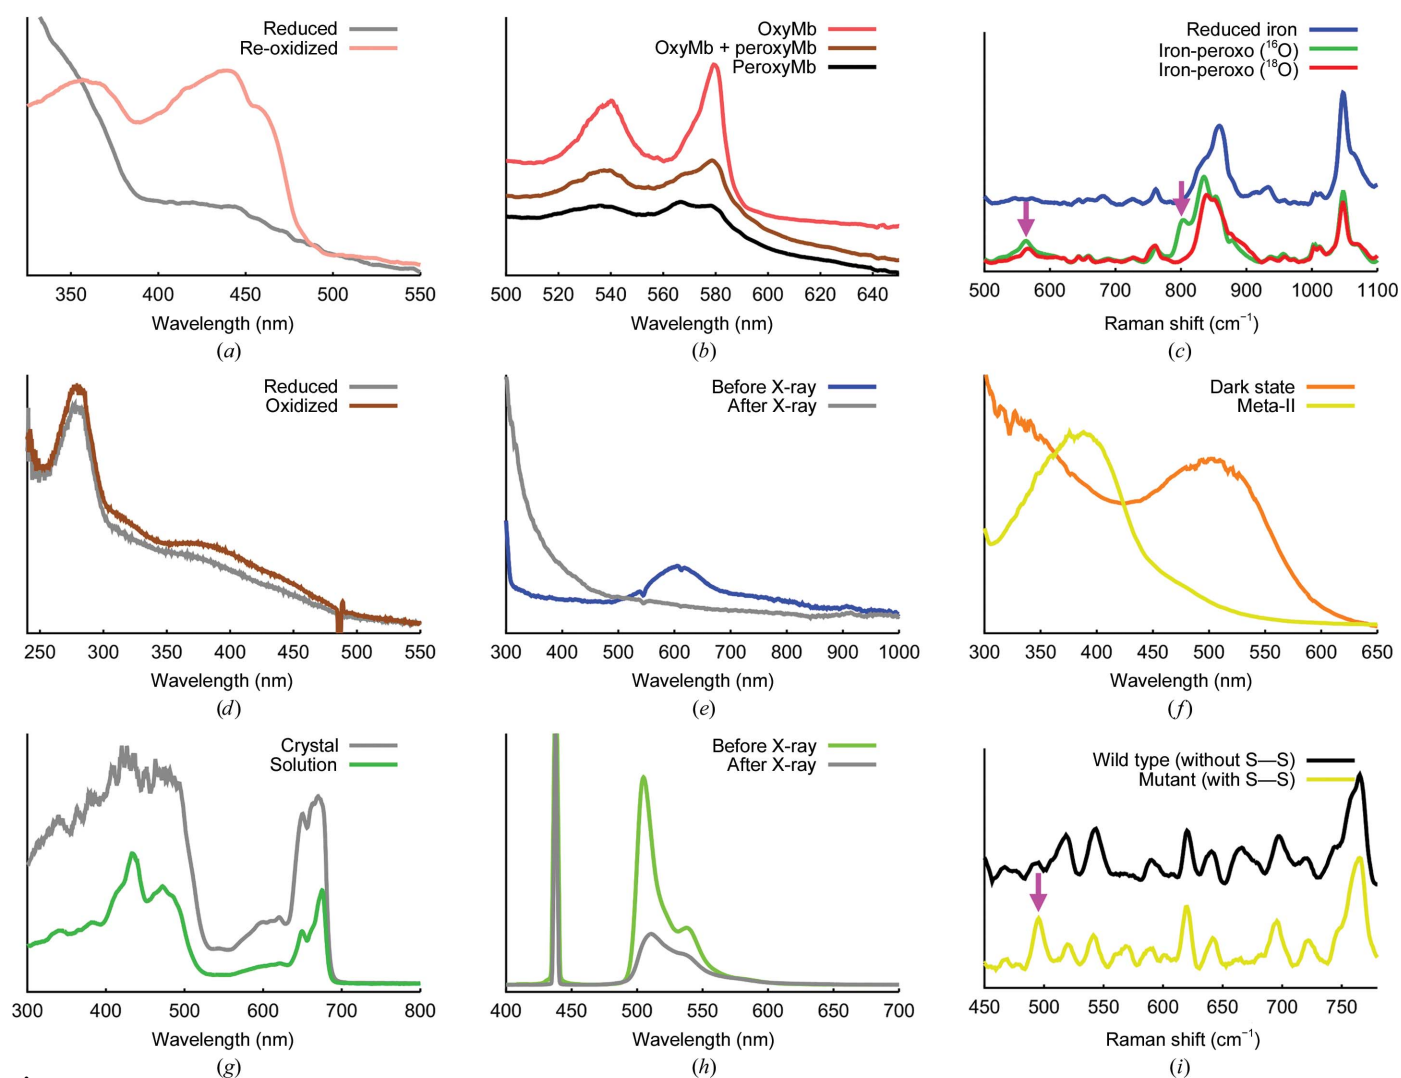 Reduced
Re-oxidized
350 400 450 500 550
Wavelength (nm)
(a)
OxyMb
OxyMb + peroxyMb
PeroxyMb
500 520 540 560 580 600 620 640
Wavelength (nm)
(b)
Reduced iron
Iron-peroxo (¹⁶O)
Iron-peroxo (¹⁸O)
500 600 700 800 900 1000 1100
Raman shift (cm⁻¹)
(c)
Reduced
Oxidized
250 300 350 400 450 500 550
Wavelength (nm)
(d)
Before X-ray
After X-ray
300 400 500 600 700 800 900 1000
Wavelength (nm)
(e)
Dark state
Meta-II
300 350 400 450 500 550 600 650
Wavelength (nm)
(f)
Crystal
Solution
300 400 500 600 700 800
Wavelength (nm)
(g)
Before X-ray
After X-ray
400 450 500 550 600 650 700
Wavelength (nm)
(h)
Wild type (without S—S)
Mutant (with S—S)
450 500 550 600 650 700 750
Raman shift (cm⁻¹)
(i)